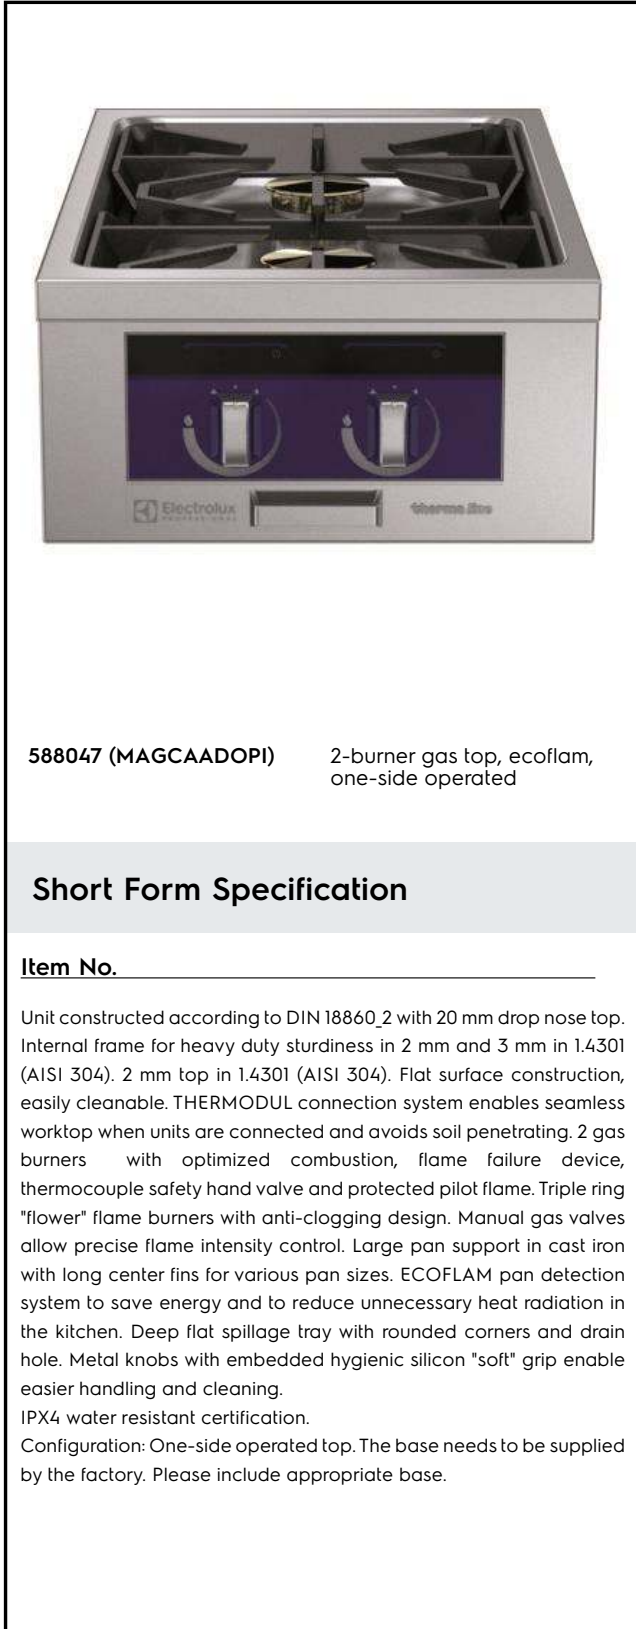 Electrolux
PROFESSIONAL
thermaline
588047 (MAGCAADOPI)
2-burner gas top, ecoflam,
one-side operated
Short Form Specification
Item No.
Unit constructed according to DIN 18860_2 with 20 mm drop nose top.
Internal frame for heavy duty sturdiness in 2 mm and 3 mm in 1.4301
(AISI 304). 2 mm top in 1.4301 (AISI 304). Flat surface construction,
easily cleanable. THERMODUL connection system enables seamless
worktop when units are connected and avoids soil penetrating. 2 gas
burners with optimized combustion, flame failure device,
thermocouple safety hand valve and protected pilot flame. Triple ring
"flower" flame burners with anti-clogging design. Manual gas valves
allow precise flame intensity control. Large pan support in cast iron
with long center fins for various pan sizes. ECOFLAM pan detection
system to save energy and to reduce unnecessary heat radiation in
the kitchen. Deep flat spillage tray with rounded corners and drain
hole. Metal knobs with embedded hygienic silicon "soft" grip enable
easier handling and cleaning.
IPX4 water resistant certification.
Configuration: One-side operated top. The base needs to be supplied
by the factory. Please include appropriate base.